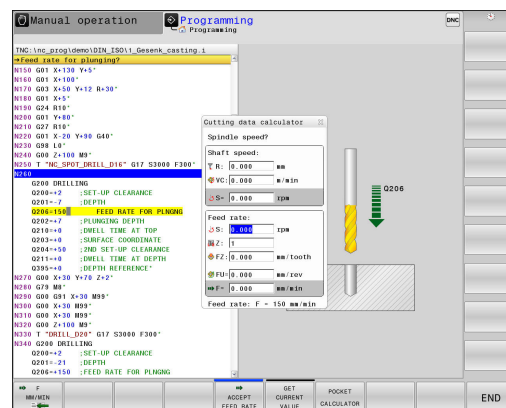 Manual operation
Programming
Programming
DNC
TNC:\nc_prog\demo\DIN_ISO\1_Gesenk_casting.i
→Feed rate for plunging?
N150 G01 X+130 Y+5*
N160 G01 X+100*
N170 G03 X+50 Y+12 R+30*
N180 G01 X+5*
N190 G24 R10*
N200 G01 Y+80*
N210 G27 R10*
N220 G01 X-20 Y+90 G40*
N230 G98 L0*
N240 G00 Z+100 M9*
N250 T "NC_SPOT_DRILL_D16" G17 S3000 F300*
N260
G200 DRILLING
Q200=+2 ;SET-UP CLEARANCE
Q201=-7 ;DEPTH
Q206=150 FEED RATE FOR PLNGNG
Q202=+7 ;PLUNGING DEPTH
Q210=+0 ;DWELL TIME AT TOP
Q203=+0 ;SURFACE COORDINATE
Q204=+50 ;2ND SET-UP CLEARANCE
Q211=+0 ;DWELL TIME AT DEPTH
Q395=+0 ;DEPTH REFERENCE*
N270 G00 X+30 Y+70 Z+2*
N280 G79 M8*
N290 G00 G91 X+30 M99*
N300 G00 X+30 M99*
N310 G00 X+30 M99*
N320 G00 Z+100 M9*
N330 T "DRILL_D20" G17 S3000 F300*
N340 G200 DRILLING
Q200=+2 ;SET-UP CLEARANCE
Q201=-21 ;DEPTH
Q206=+150 ;FEED RATE FOR PLNGNG
Cutting data calculator
Spindle speed?
Shaft speed:
R: 0.000 mm
VC: 0.000 m/min
S= 0.000 rpm
Feed rate:
S: 0.000 rpm
Z: 1
FZ: 0.000 mm/tooth
FU= 0.000 mm/rev
F= 0.000 mm/min
Feed rate: F = 150 mm/min
Q206
F
MM/MIN
ACCEPT
FEED RATE
GET
CURRENT
VALUE
POCKET
CALCULATOR
END